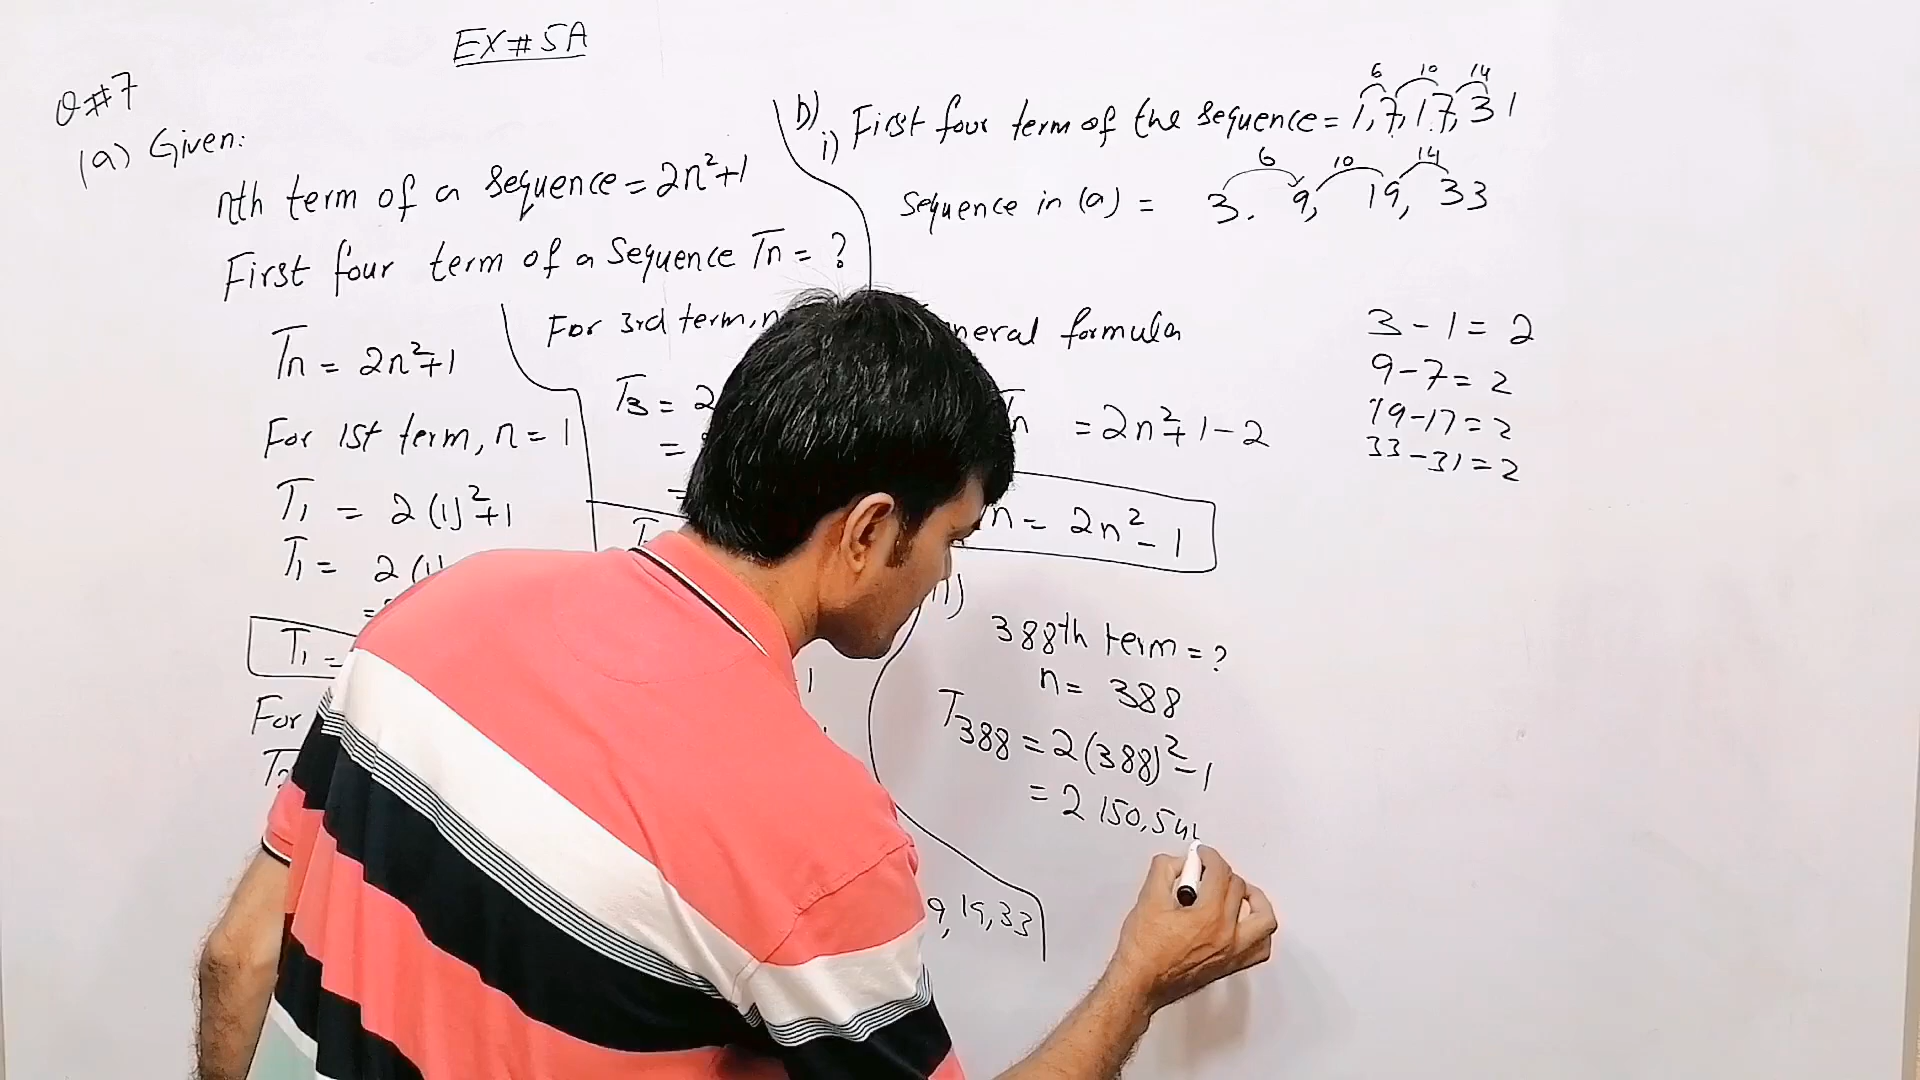 EX#5A
Q#7
(a) Given:
nth term of a sequence = 2n²+1
First four term of a Sequence Tn = ?
Tn = 2n²+1
For 1st term, n = 1
T1 = 2(1)²+1
T1 = 2(1)
T1 =
For
T2
For 3rd term, n
T3 = 2
=
=
b)
6 10 14
i) First four term of the sequence = 1,7,17,31
6 10 14
Sequence in (a) = 3. 9, 19, 33
neral formula
Tn = 2n²+1-2
n = 2n²-1
3-1=2
9-7=2
19-17=2
33-31=2
388th term = ?
n = 388
T388 = 2(388)²-1
= 2 150,54
9, 19, 33